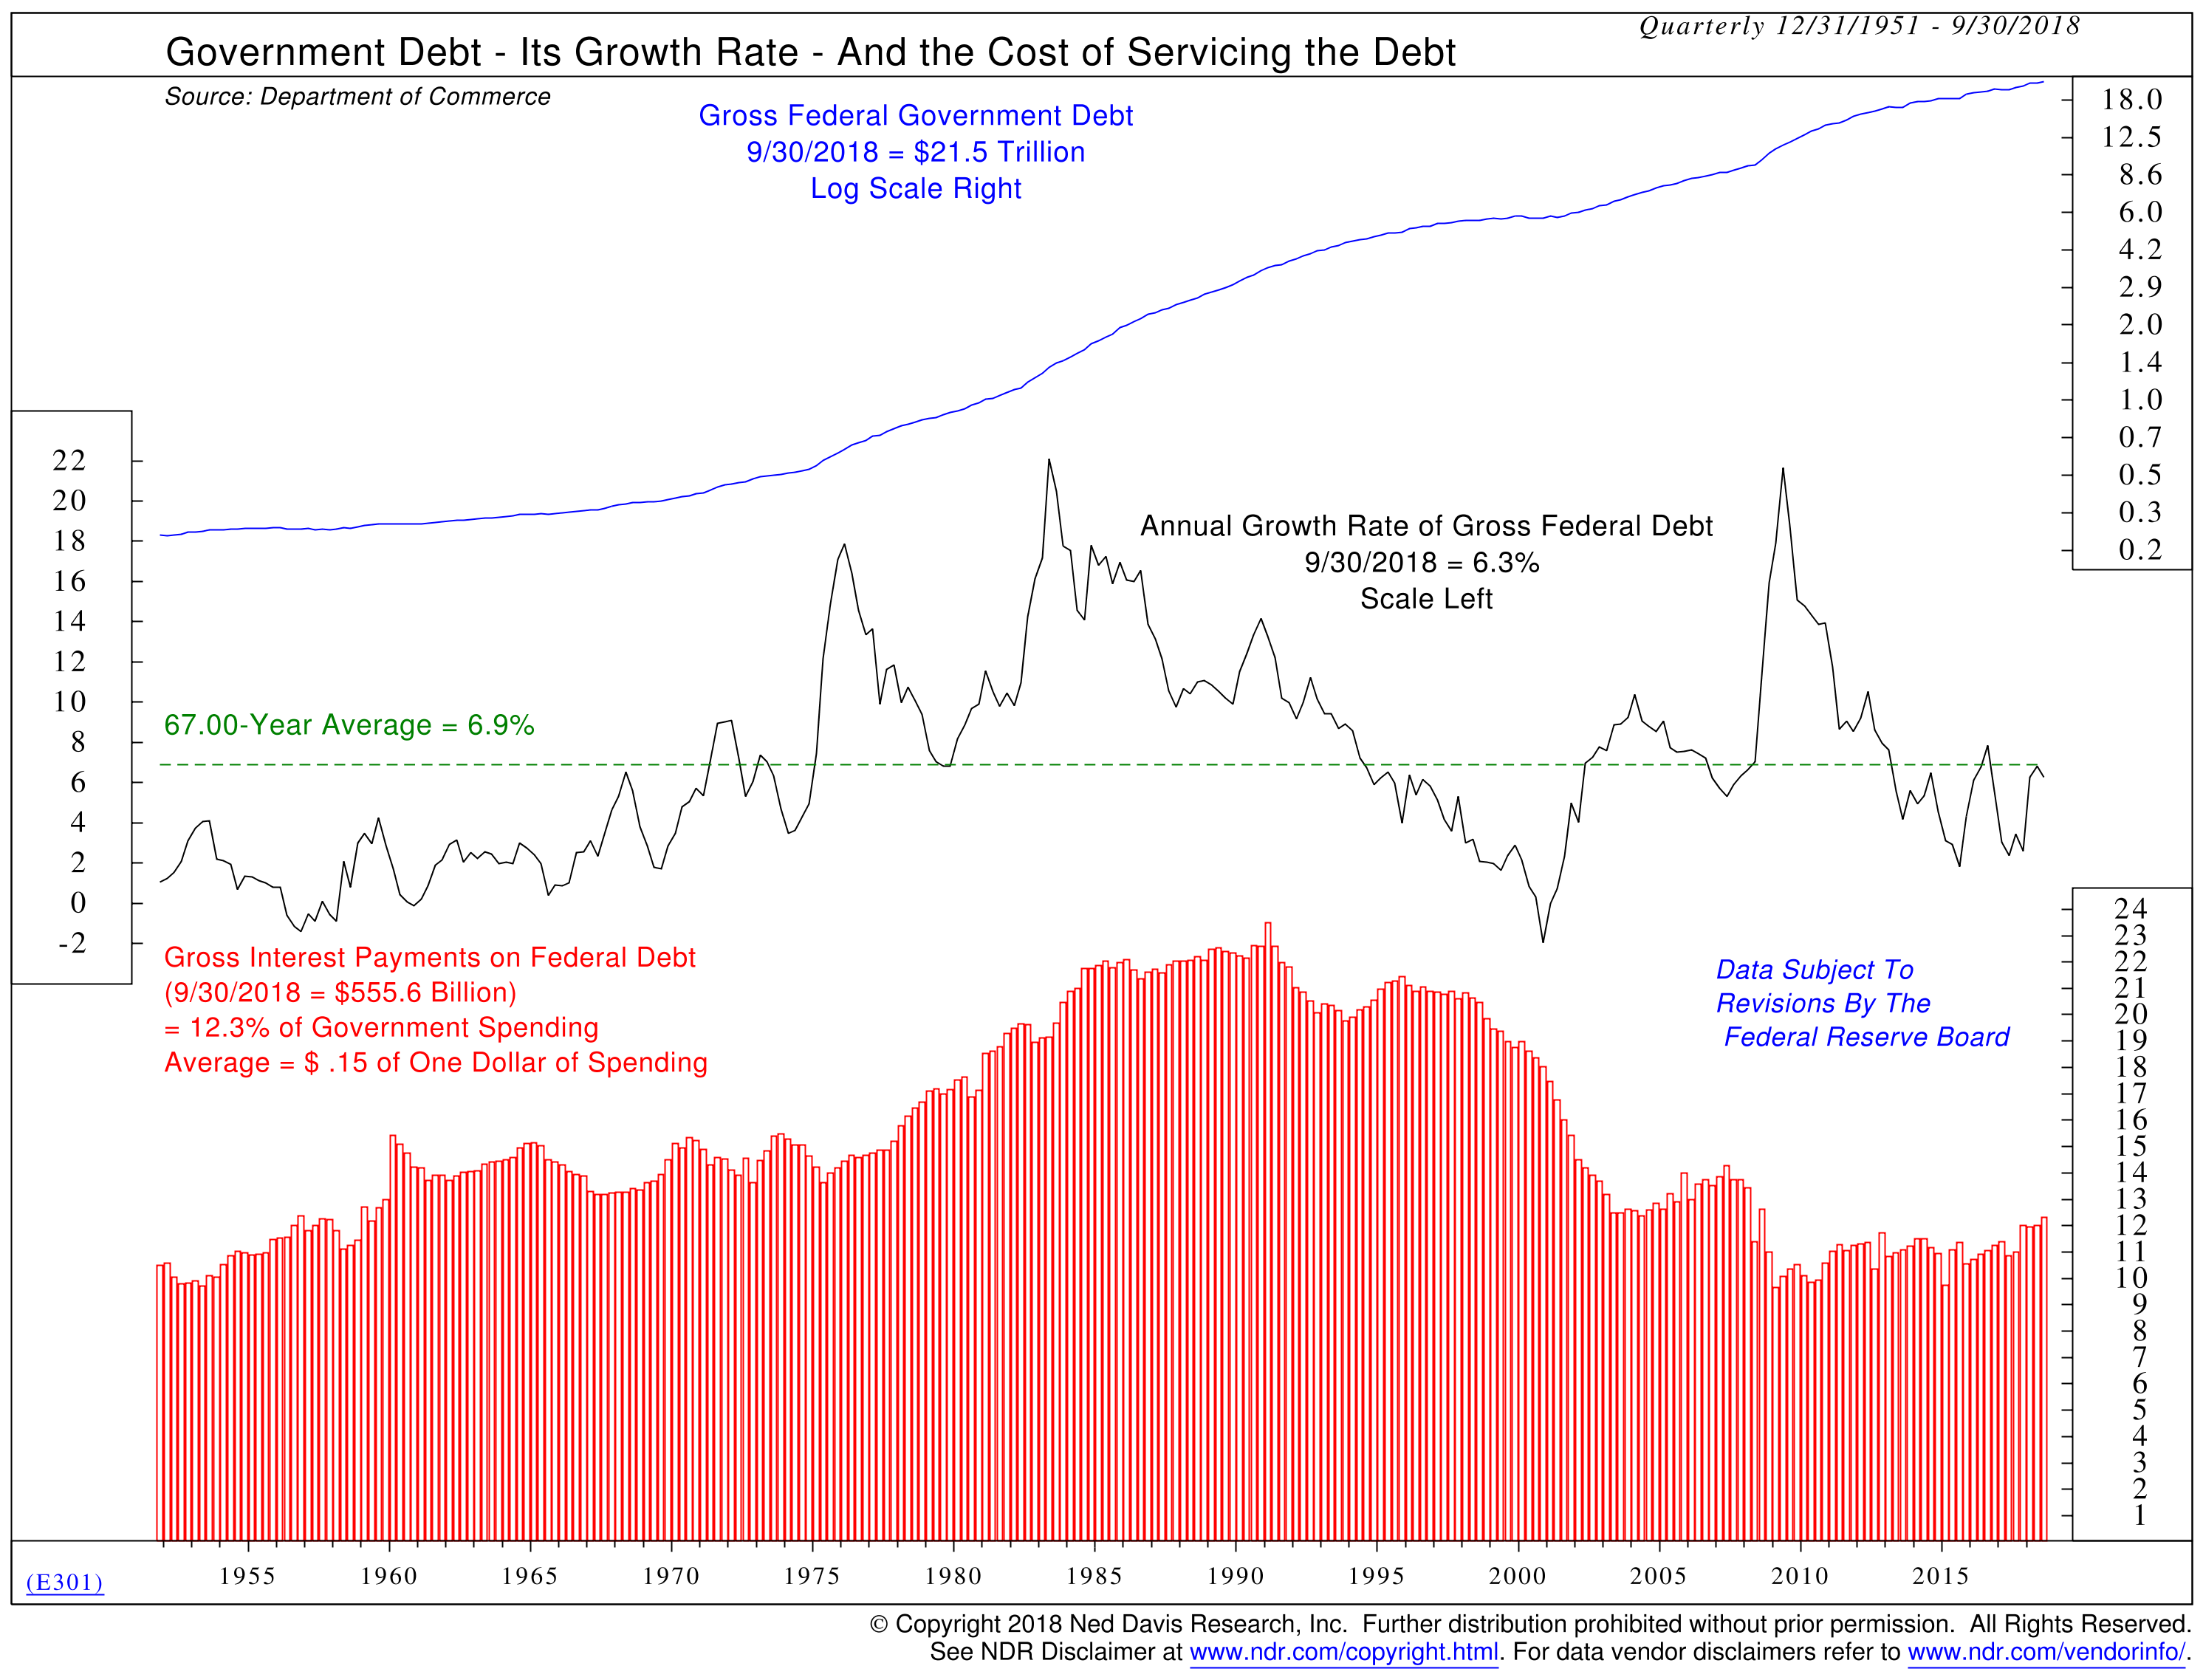 Quarterly 12/31/1951 - 9/30/2018
Government Debt - Its Growth Rate - And the Cost of Servicing the Debt
Source: Department of Commerce
Gross Federal Government Debt
9/30/2018 = $21.5 Trillion
Log Scale Right
18.0
12.5
8.6
6.0
4.2
2.9
2.0
1.4
1.0
0.7
0.5
0.3
0.2
22
20
18
16
14
12
10
8
6
4
2
0
-2
Annual Growth Rate of Gross Federal Debt
9/30/2018 = 6.3%
Scale Left
67.00-Year Average = 6.9%
Gross Interest Payments on Federal Debt
(9/30/2018 = $555.6 Billion)
= 12.3% of Government Spending
Average = $ .15 of One Dollar of Spending
Data Subject To
Revisions By The
Federal Reserve Board
24
23
22
21
20
19
18
17
16
15
14
13
12
11
10
9
8
7
6
5
4
3
2
1
1955 1960 1965 1970 1975 1980 1985 1990 1995 2000 2005 2010 2015
(E301)
© Copyright 2018 Ned Davis Research, Inc. Further distribution prohibited without prior permission. All Rights Reserved.
See NDR Disclaimer at www.ndr.com/copyright.html. For data vendor disclaimers refer to www.ndr.com/vendorinfo/.